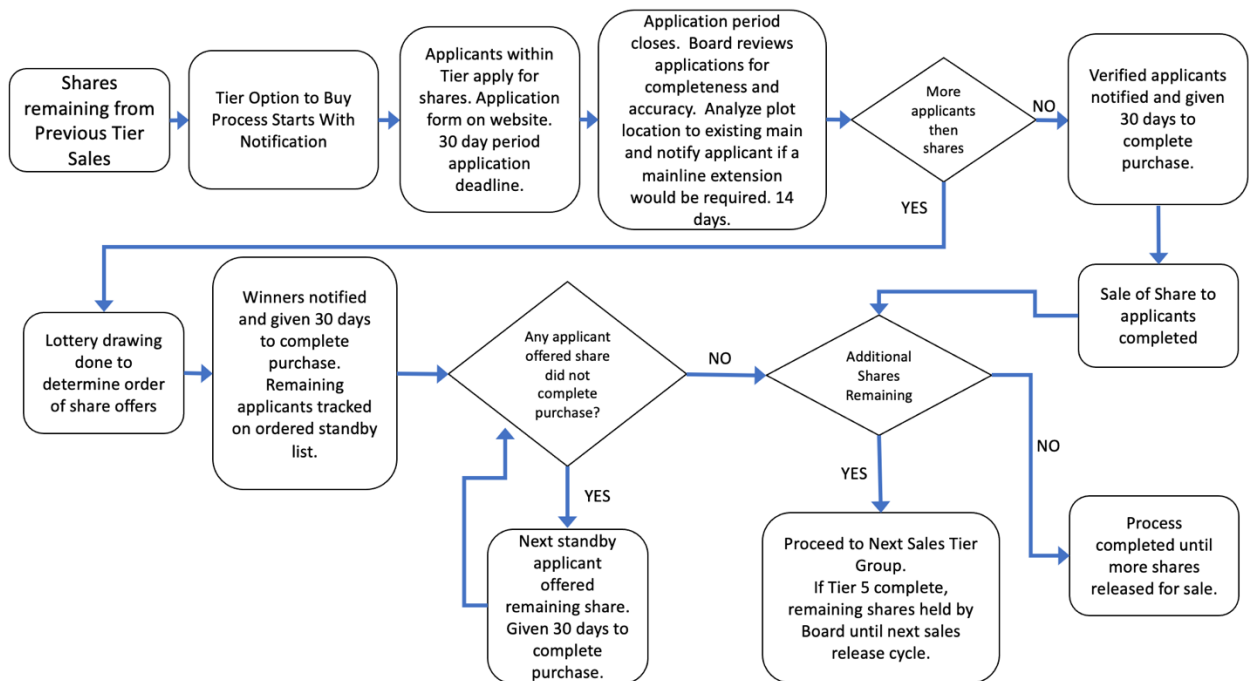 Shares
remaining from
Previous Tier
Sales
Tier Option to Buy
Process Starts With
Notification
Applicants within
Tier apply for
shares. Application
form on website.
30 day period
application
deadline.
Application period
closes.  Board reviews
applications for
completeness and
accuracy.  Analyze plot
location to existing main
and notify applicant if a
mainline extension
would be required. 14
days.
More
applicants
then
shares
NO
Verified applicants
notified and given
30 days to
complete
purchase.
YES
Lottery drawing
done to
determine order
of share offers
Winners notified
and given 30 days
to complete
purchase.
Remaining
applicants tracked
on ordered standby
list.
Any applicant
offered share
did not
complete
purchase?
NO
Additional
Shares
Remaining
Sale of Share to
applicants
completed
YES
Next standby
applicant
offered
remaining share.
Given 30 days to
complete
purchase.
YES
Proceed to Next Sales Tier
Group.
If Tier 5 complete,
remaining shares held by
Board until next sales
release cycle.
NO
Process
completed until
more shares
released for sale.